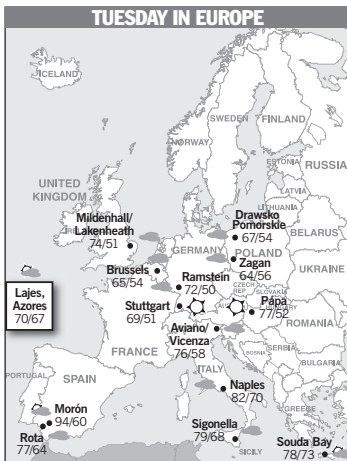 TUESDAY IN EUROPE
ICELAND
SWEDEN
FINLAND
NORWAY
ESTONIA
RUSSIA
LATVIA
LITHUANIA
UNITED
KINGDOM
Mildenhall/
Lakenheath
74/51
Drawsko
Pomorskie
67/54
BELARUS
GERMANY
POLAND
Zagan
64/56
UKRAINE
Brussels
65/54
Ramstein
72/50
CZECH
REP
SLOVAKIA
Lajes,
Azores
70/67
Stuttgart
69/51
Pápa
77/52
ROMANIA
Aviano/
Vicenza
76/58
FRANCE
BOSNIA
SERBIA
BULGARIA
ITALY
PORTUGAL
SPAIN
Naples
82/70
Morón
94/60
GREECE
Sigonella
79/68
Rota
77/64
SICILY
Souda Bay
78/73